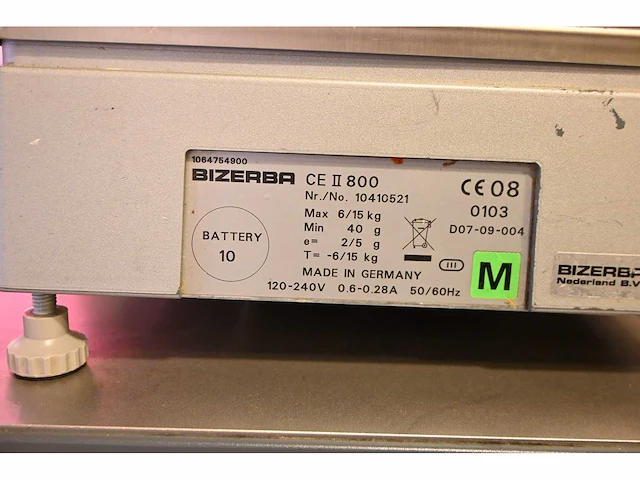 1064754900
BIZERBA CE II 800
Nr./No. 10410521
Max 6/15 kg
Min 40 g
e= 2/5 g
T= -6/15 kg
MADE IN GERMANY
120-240V 0.6-0.28A 50/60Hz
BATTERY
10
CE 08
0103
D07-09-004
III
M
BIZERBA
Nederland B.V